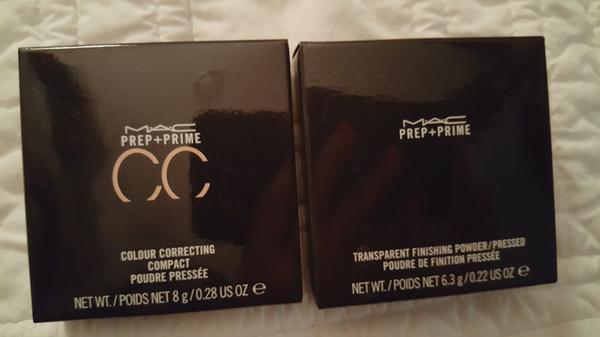 MAC
PREP+PRIME
CC
COLOUR CORRECTING
COMPACT
POUDRE PRESSÉE
NET WT./POIDS NET 8 g/0.28 US OZ ℮
MAC
PREP+PRIME
TRANSPARENT FINISHING POWDER/PRESSED
POUDRE DE FINITION PRESSÉE
NET WT./POIDS NET 6.3 g/0.22 US OZ ℮